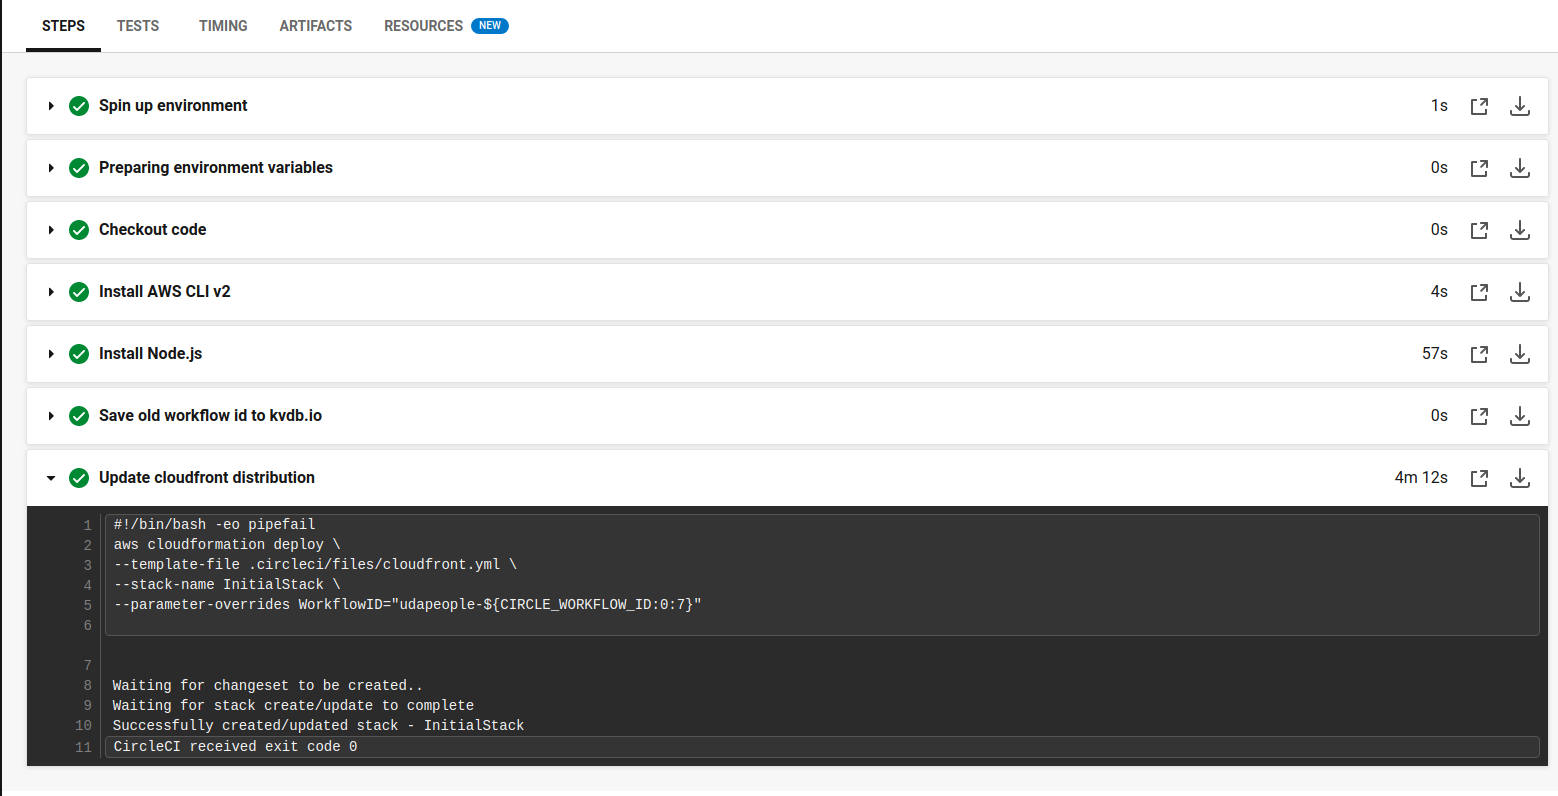 STEPS TESTS TIMING ARTIFACTS RESOURCES NEW
Spin up environment 1s
Preparing environment variables 0s
Checkout code 0s
Install AWS CLI v2 4s
Install Node.js 57s
Save old workflow id to kvdb.io 0s
Update cloudfront distribution 4m 12s
1 #!/bin/bash -eo pipefail
2 aws cloudformation deploy \
3 --template-file .circleci/files/cloudfront.yml \
4 --stack-name InitialStack \
5 --parameter-overrides WorkflowID="udapeople-${CIRCLE_WORKFLOW_ID:0:7}"
6
7
8 Waiting for changeset to be created..
9 Waiting for stack create/update to complete
10 Successfully created/updated stack - InitialStack
11 CircleCI received exit code 0